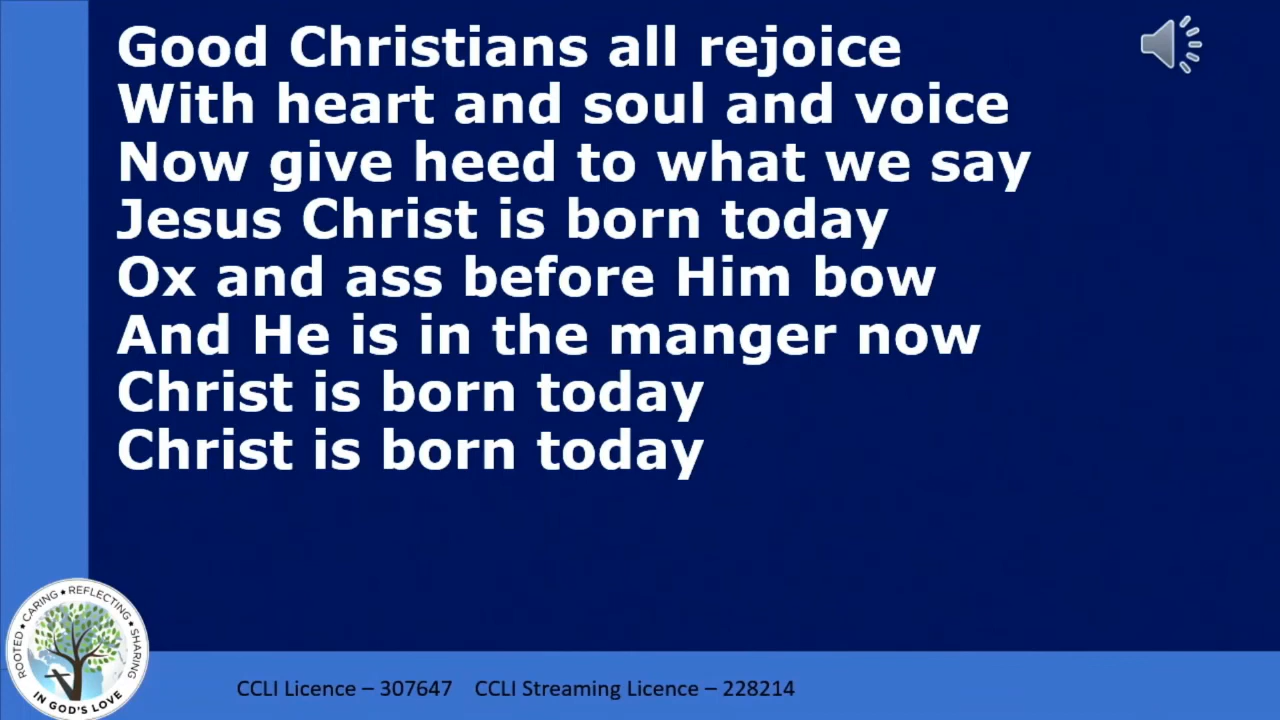 Good Christians all rejoice
With heart and soul and voice
Now give heed to what we say
Jesus Christ is born today
Ox and ass before Him bow
And He is in the manger now
Christ is born today
Christ is born today
ROOTED ★ CARING ★ REFLECTING ★ SHARING
IN GOD'S LOVE
CCLI Licence – 307647 CCLI Streaming Licence – 228214